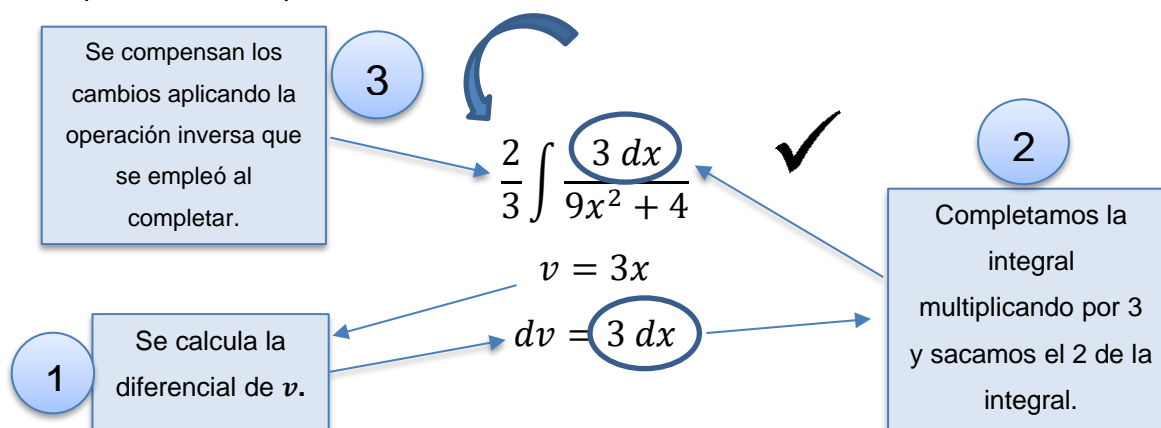 Se compensan los
cambios aplicando la
operación inversa que
se empleó al
completar.
3
2/3 ∫ 3 dx / 9x² + 4
2
Completamos la
integral
multiplicando por 3
y sacamos el 2 de la
integral.
v = 3x
dv = 3 dx
1
Se calcula la
diferencial de v.